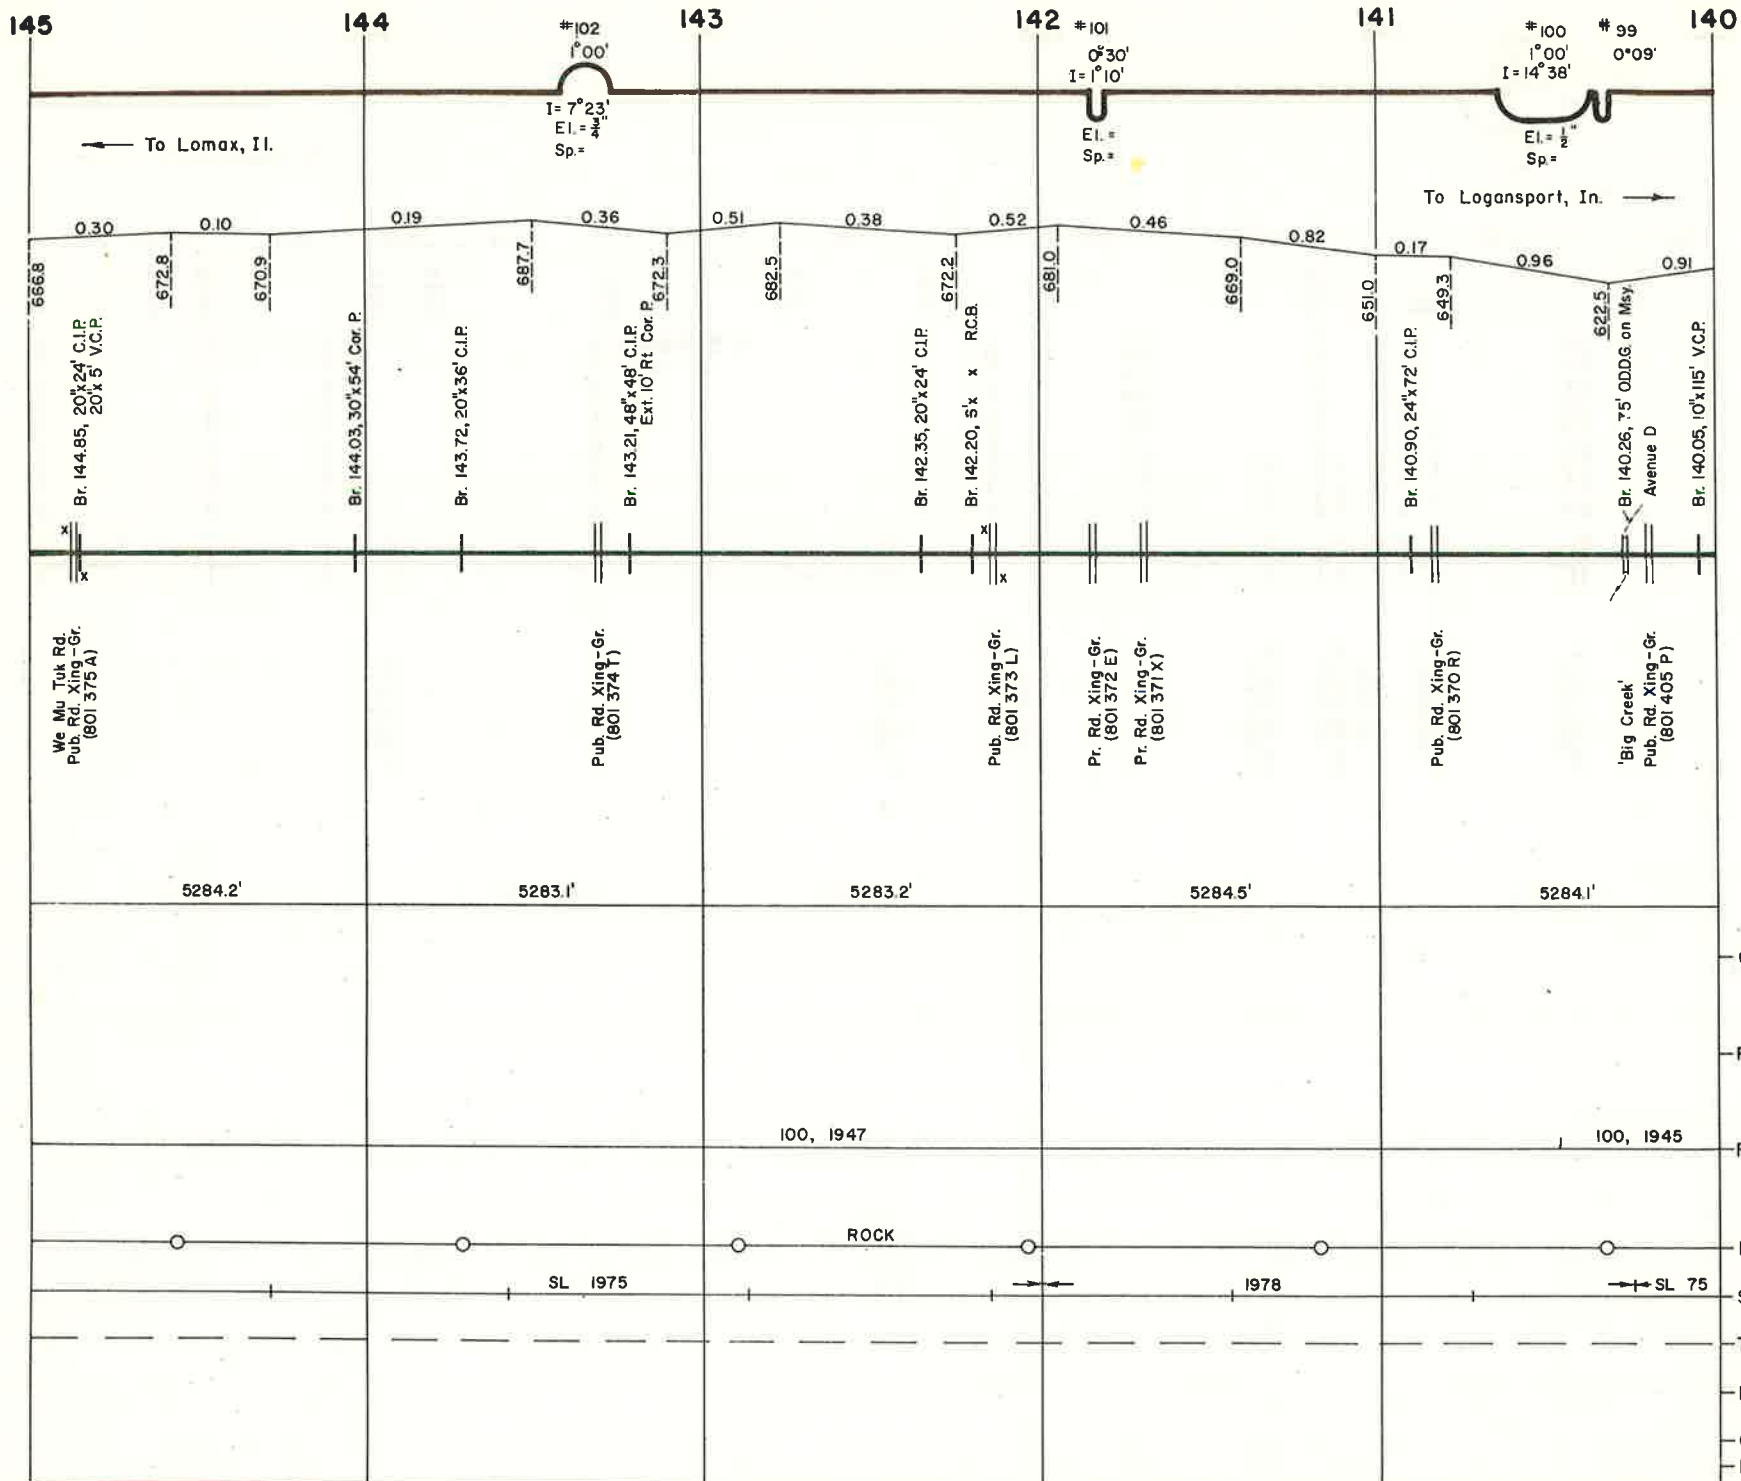 145
144
143
142
141
140
#102
1°00'
I=7°23'
El.=¾"
Sp.=
#101
0°30'
I=1°10'
El.=
Sp.=
#100
1°00'
I=14°38'
El.=½"
Sp.=
#99
0°09'
← To Lomax, Il.
To Logansport, In. →
0.30
0.10
0.19
0.36
0.51
0.38
0.52
0.46
0.82
0.17
0.96
0.91
666.8
672.8
670.9
687.7
672.3
682.5
672.2
681.0
669.0
651.0
649.3
622.5
Br. 144.85, 20"x24' C.I.P.
20"x 5' V.C.P.
Br. 144.03, 30"x54' Cor. P.
Br. 143.72, 20"x36' C.I.P.
Br. 143.21, 48"x48' C.I.P.
Ext. 10' Rt Cor. P.
Br. 142.35, 20"x24' C.I.P.
Br. 142.20, 5'x x R.C.B.
Br. 140.90, 24"x72' C.I.P.
Br. 140.26, 75' O.D.D.G. on Msy.
Avenue D
Br. 140.05, 10"x115' V.C.P.
x
x
x
x
We Mu Tuk Rd.
Pub. Rd. Xing-Gr.
(801 375 A)
Pub. Rd. Xing-Gr.
(801 374 T)
Pub. Rd. Xing-Gr.
(801 373 L)
Pr. Rd. Xing-Gr.
(801 372 E)
Pr. Rd. Xing-Gr.
(801 371 X)
Pub. Rd. Xing-Gr.
(801 370 R)
'Big Creek'
Pub. Rd. Xing-Gr.
(801 405 P)
5284.2'
5283.1'
5283.2'
5284.5'
5284.1'
100, 1947
100, 1945
ROCK
SL 1975
1978
SL 75